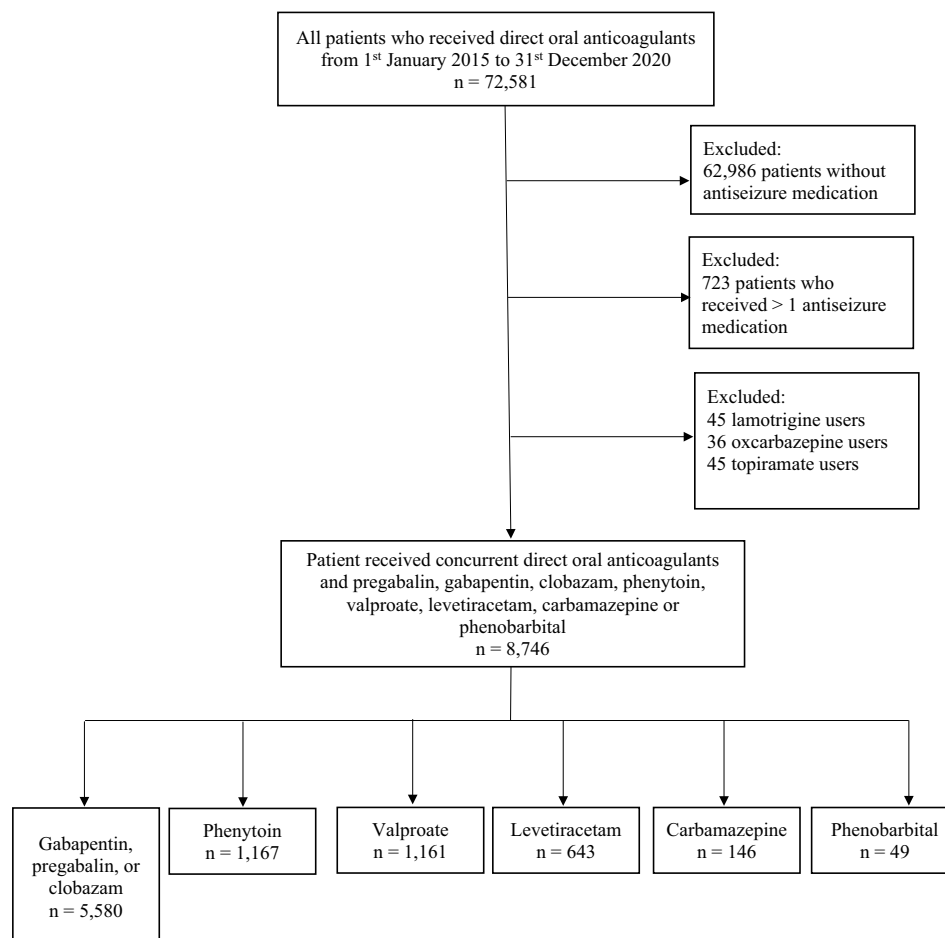 All patients who received direct oral anticoagulants
from 1st January 2015 to 31st December 2020
n = 72,581
Excluded:
62,986 patients without
antiseizure medication
Excluded:
723 patients who
received > 1 antiseizure
medication
Excluded:
45 lamotrigine users
36 oxcarbazepine users
45 topiramate users
Patient received concurrent direct oral anticoagulants
and pregabalin, gabapentin, clobazam, phenytoin,
valproate, levetiracetam, carbamazepine or
phenobarbital
n = 8,746
Gabapentin,
pregabalin, or
clobazam
n = 5,580
Phenytoin
n = 1,167
Valproate
n = 1,161
Levetiracetam
n = 643
Carbamazepine
n = 146
Phenobarbital
n = 49